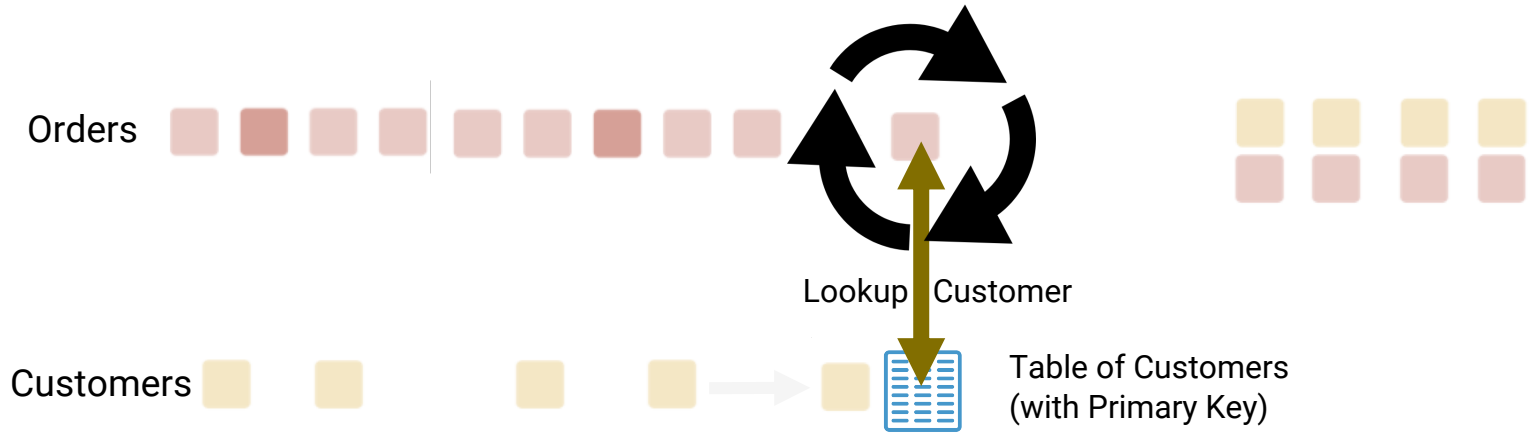 Orders
Lookup Customer
Customers
Table of Customers
(with Primary Key)